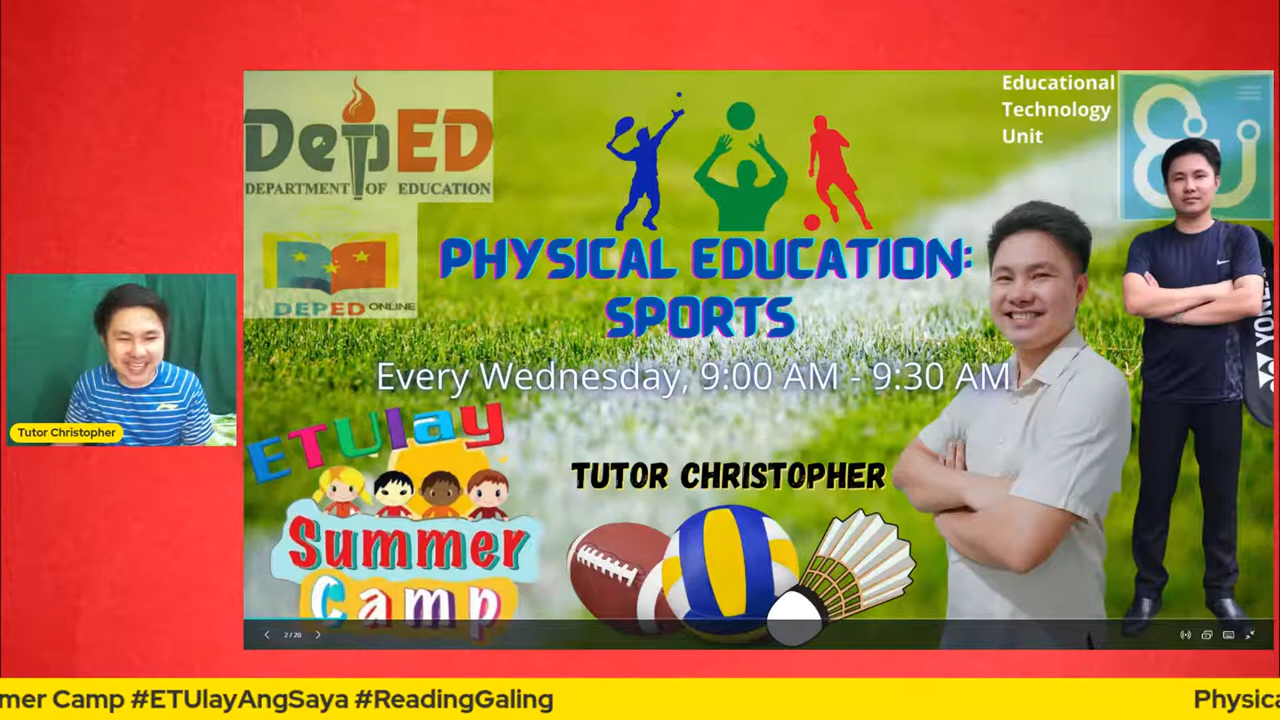 DepED
DEPARTMENT OF EDUCATION
DEPED ONLINE
Educational
Technology
Unit
PHYSICAL EDUCATION:
SPORTS
Every Wednesday, 9:00 AM - 9:30 AM
ETUlay
Summer
Camp
TUTOR CHRISTOPHER
YONEX
Tutor Christopher
2 / 20
mer Camp #ETUlayAngSaya #ReadingGaling
Physica